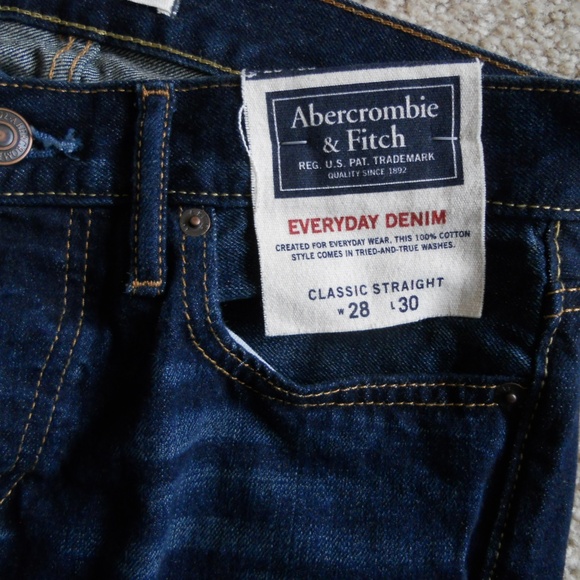 Abercrombie
& Fitch
REG. U.S. PAT. TRADEMARK
QUALITY SINCE 1892
EVERYDAY DENIM
CREATED FOR EVERYDAY WEAR. THIS 100% COTTON
STYLE COMES IN TRIED-AND-TRUE WASHES.
CLASSIC STRAIGHT
W 28 L 30